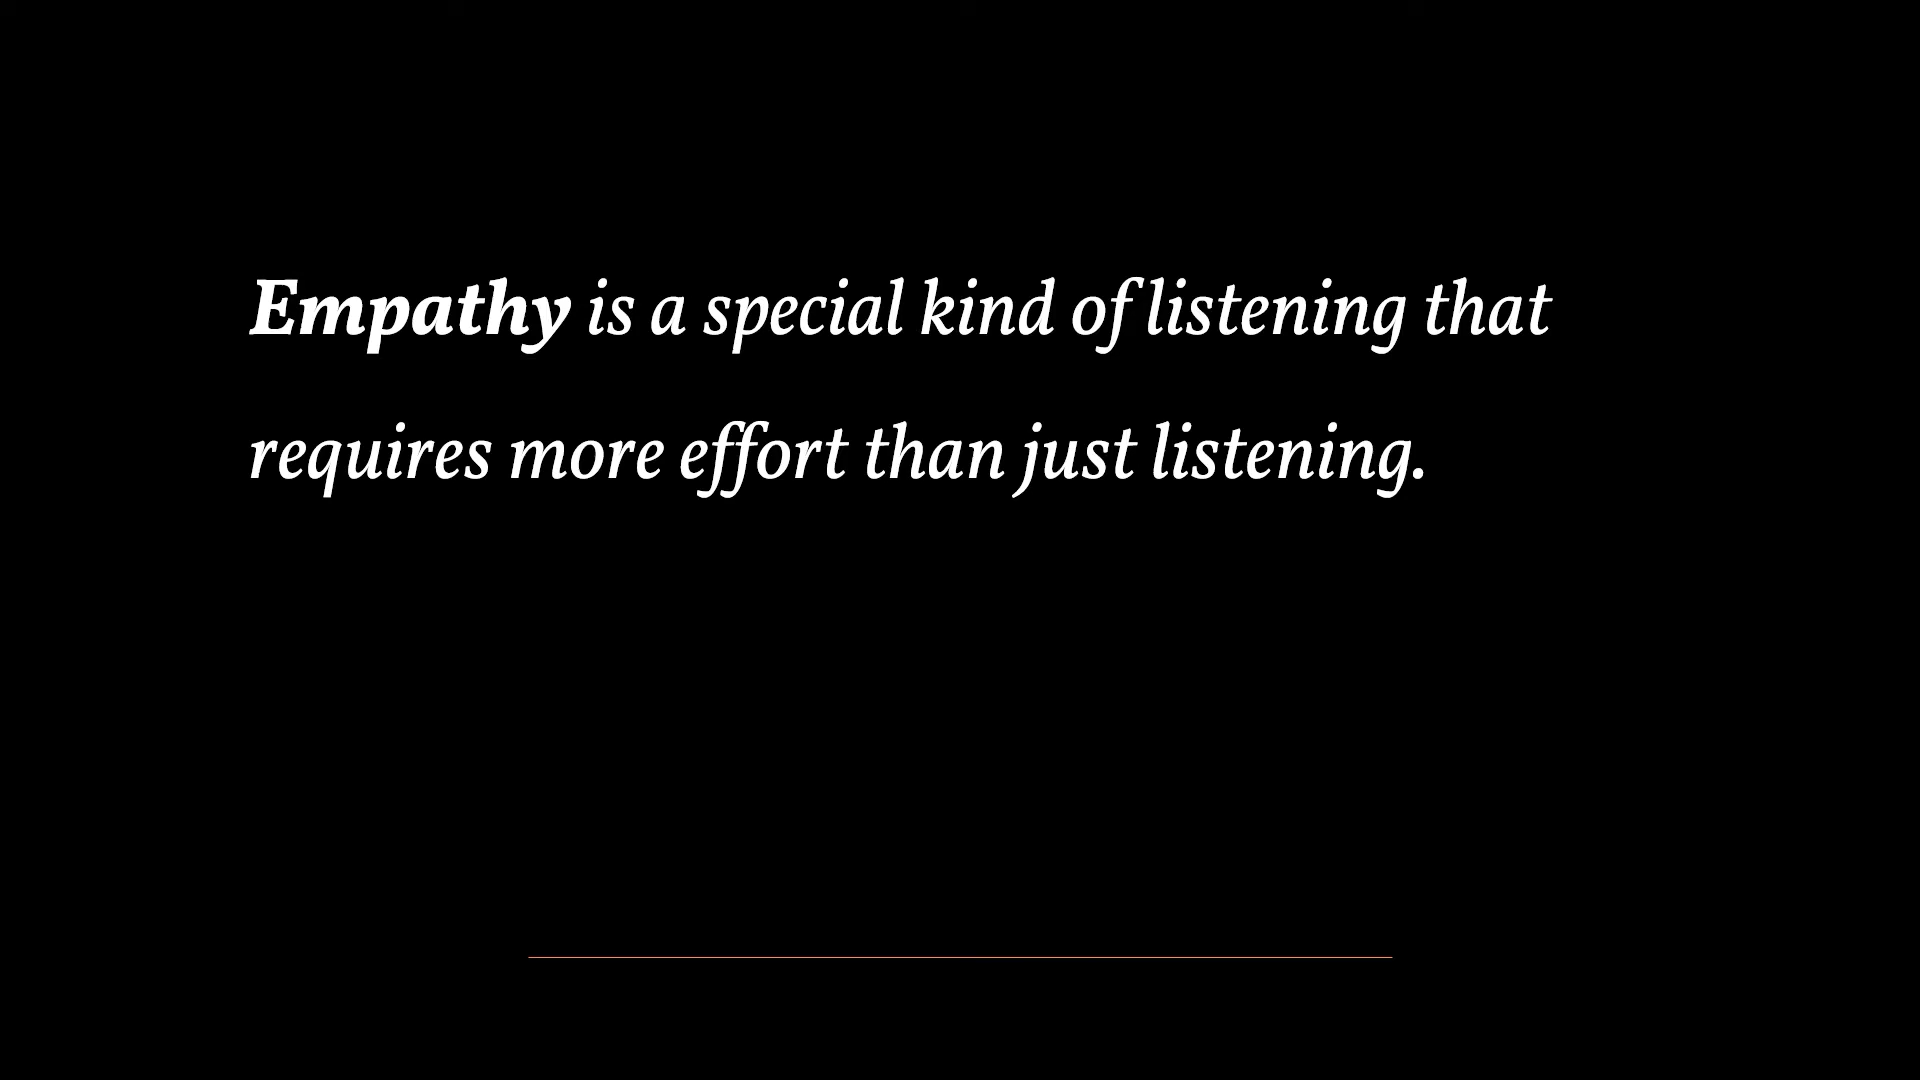 Empathy is a special kind of listening that
requires more effort than just listening.